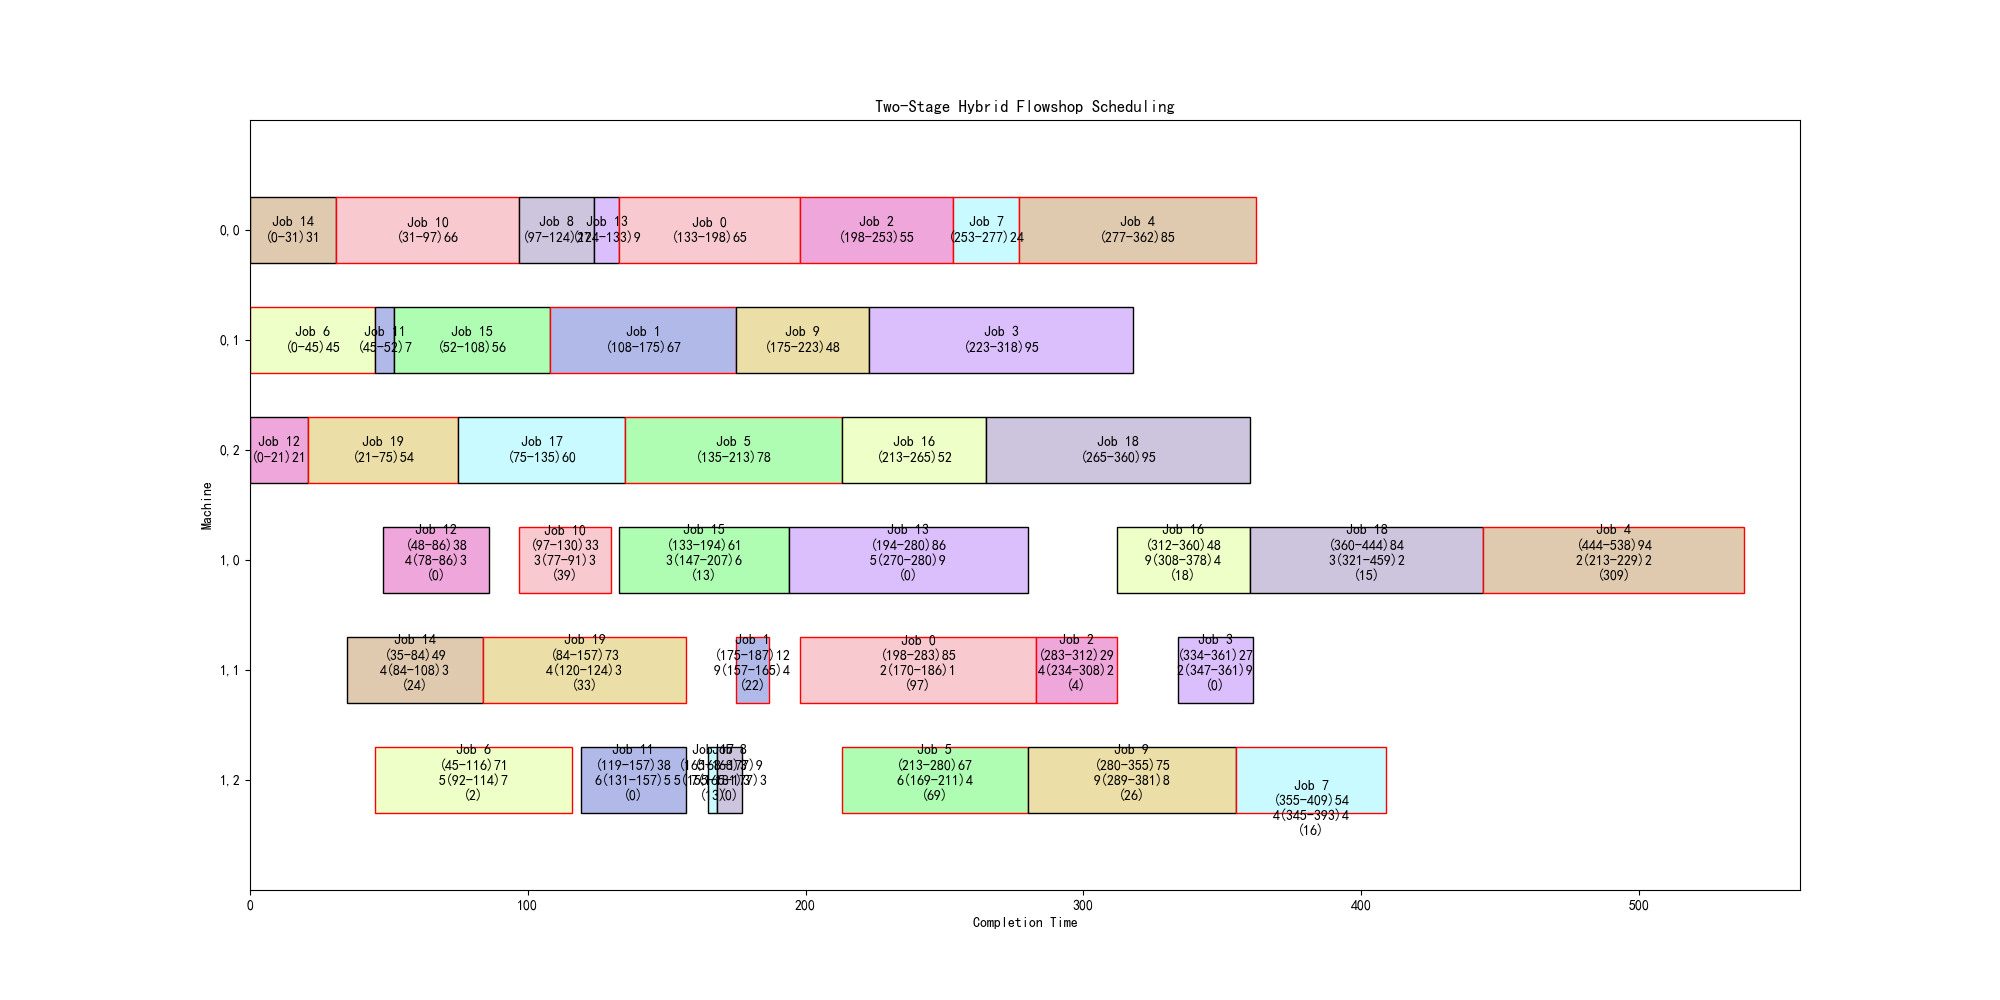 Two-Stage Hybrid Flowshop Scheduling
Machine
0,0
Job 14
(0-31)31
Job 10
(31-97)66
Job 8
(97-124)27
Job 13
(124-133)9
Job 0
(133-198)65
Job 2
(198-253)55
Job 7
(253-277)24
Job 4
(277-362)85
0,1
Job 6
(0-45)45
Job 11
(45-52)7
Job 15
(52-108)56
Job 1
(108-175)67
Job 9
(175-223)48
Job 3
(223-318)95
0,2
Job 12
(0-21)21
Job 19
(21-75)54
Job 17
(75-135)60
Job 5
(135-213)78
Job 16
(213-265)52
Job 18
(265-360)95
1,0
Job 12
(48-86)38
4(78-86)3
(0)
Job 10
(97-130)33
3(77-91)3
(39)
Job 15
(133-194)61
3(147-207)6
(13)
Job 13
(194-280)86
5(270-280)9
(0)
Job 16
(312-360)48
9(308-378)4
(18)
Job 18
(360-444)84
3(321-459)2
(15)
Job 4
(444-538)94
2(213-229)2
(309)
1,1
Job 14
(35-84)49
4(84-108)3
(24)
Job 19
(84-157)73
4(120-124)3
(33)
Job 1
(175-187)12
9(157-165)4
(22)
Job 0
(198-283)85
2(170-186)1
(97)
Job 2
(283-312)29
4(234-308)2
(4)
Job 3
(334-361)27
2(347-361)9
(0)
1,2
Job 6
(45-116)71
5(92-114)7
(2)
Job 11
(119-157)38
6(131-157)5
(0)
Job 17
(165-168)3
(13)
Job 8
(168-177)9
(0)
Job 5
(213-280)67
6(169-211)4
(69)
Job 9
(280-355)75
9(289-381)8
(26)
Job 7
(355-409)54
4(345-393)4
(16)
0
100
200
300
400
500
Completion Time